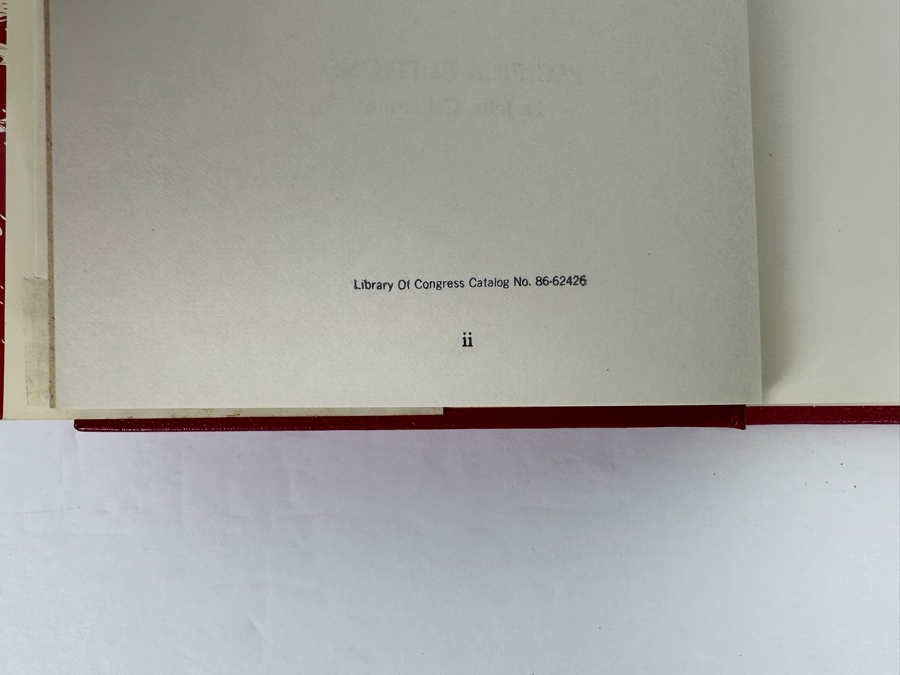 Library Of Congress Catalog No. 86-62426
ii